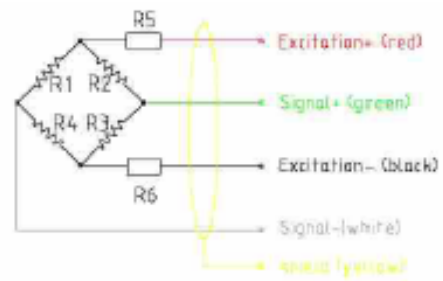 R5
Excitation+ (red)
R1 R2
Signal+ (green)
R4 R3
Excitation- (black)
R6
Signal-(white)
shield (yellow)